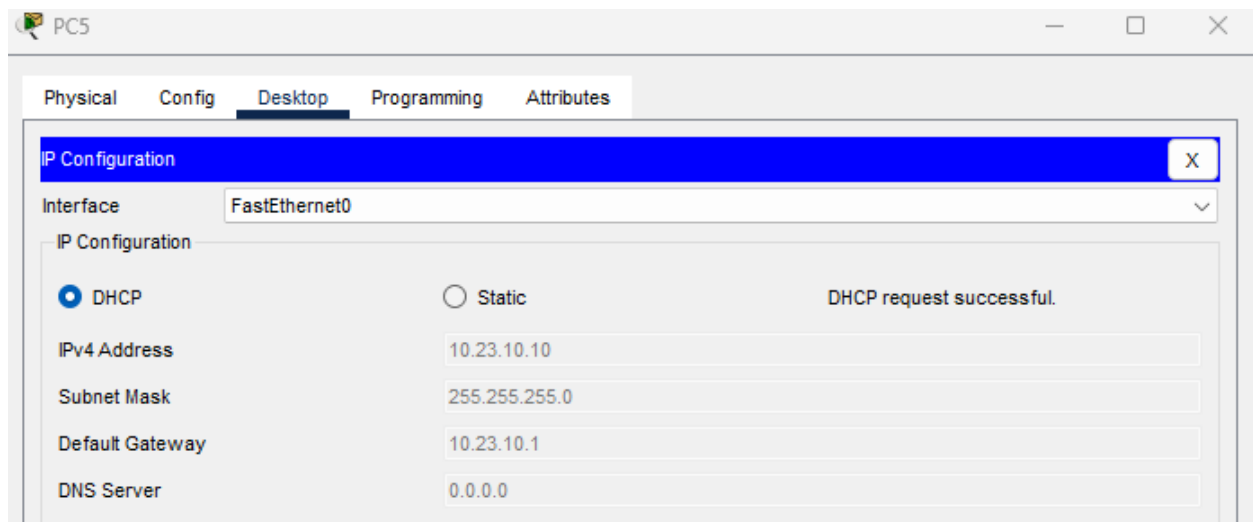 PC5
Physical Config Desktop Programming Attributes
IP Configuration X
Interface FastEthernet0
IP Configuration
DHCP Static DHCP request successful.
IPv4 Address 10.23.10.10
Subnet Mask 255.255.255.0
Default Gateway 10.23.10.1
DNS Server 0.0.0.0